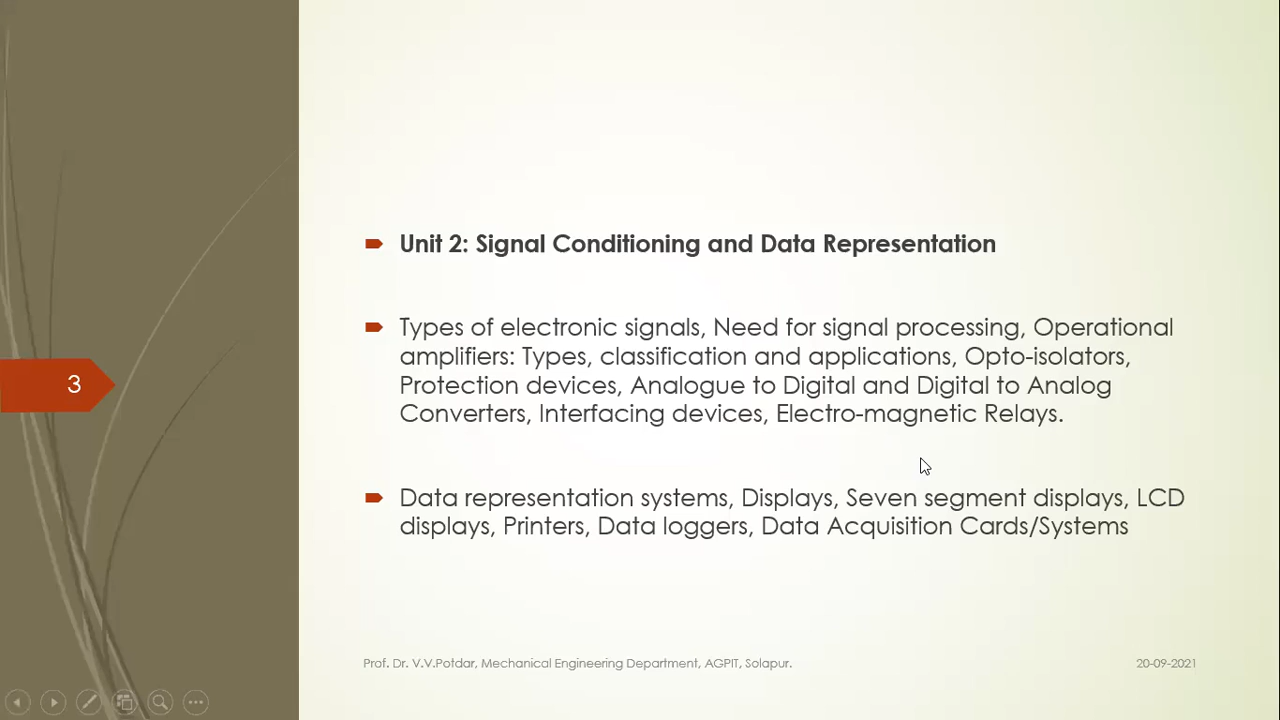 Unit 2: Signal Conditioning and Data Representation
Types of electronic signals, Need for signal processing, Operational
amplifiers: Types, classification and applications, Opto-isolators,
Protection devices, Analogue to Digital and Digital to Analog
Converters, Interfacing devices, Electro-magnetic Relays.
3
Data representation systems, Displays, Seven segment displays, LCD
displays, Printers, Data loggers, Data Acquisition Cards/Systems
Prof. Dr. V.V.Potdar, Mechanical Engineering Department, AGPIT, Solapur.
20-09-2021